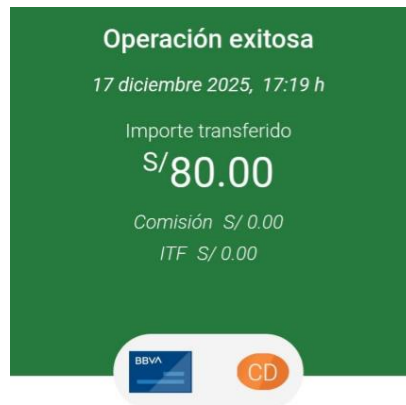 Operación exitosa
17 diciembre 2025, 17:19 h
Importe transferido
S/80.00
Comisión S/ 0.00
ITF S/ 0.00
BBVA
CD